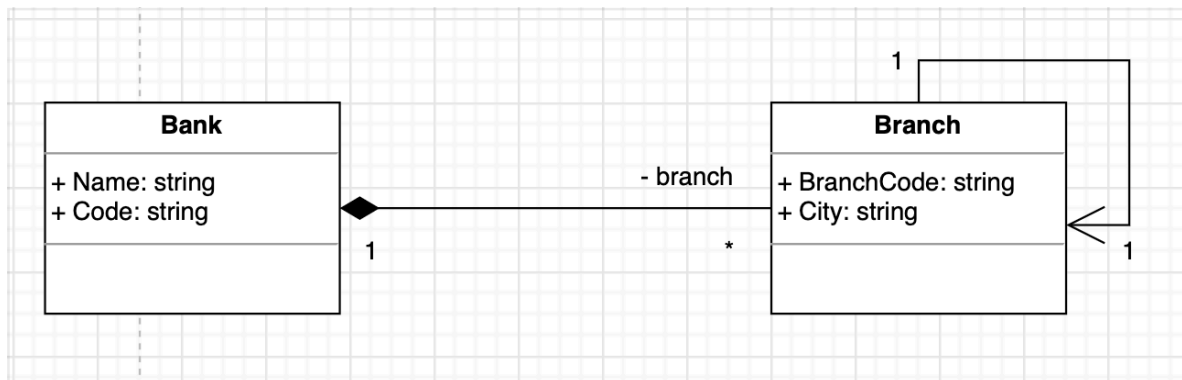 Bank
+ Name: string
+ Code: string
1
- branch
*
Branch
+ BranchCode: string
+ City: string
1
1